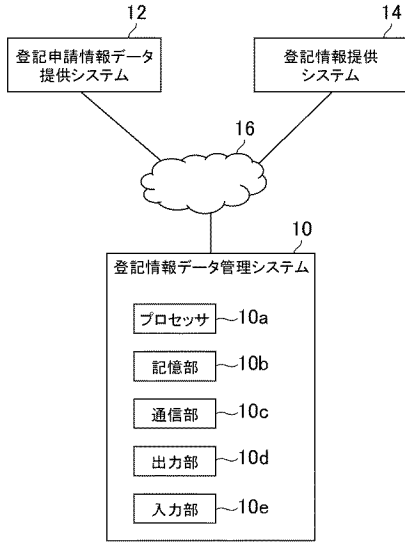 12
登記申請情報データ
提供システム
14
登記情報提供
システム
16
10
登記情報データ管理システム
プロセッサ 10a
記憶部 10b
通信部 10c
出力部 10d
入力部 10e